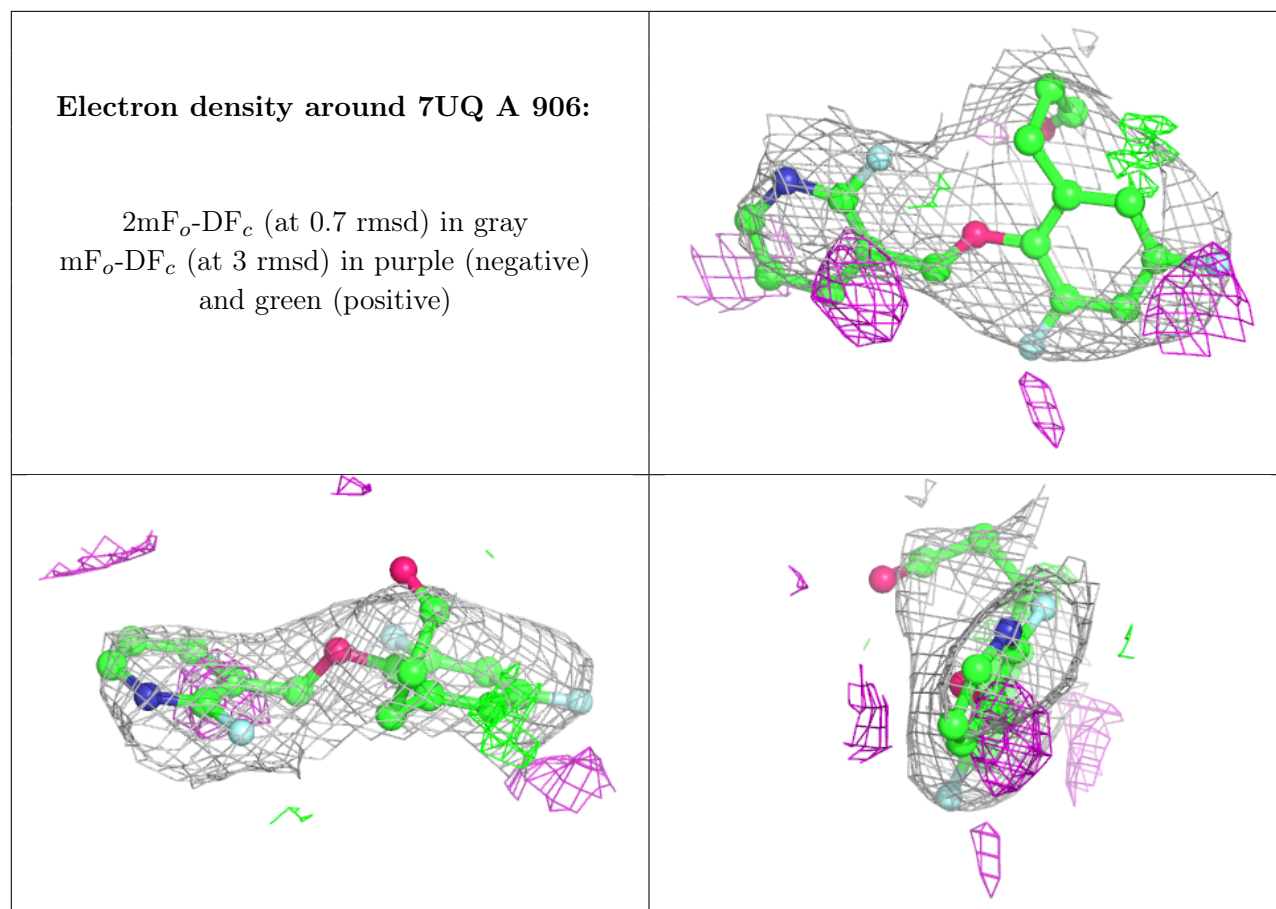 Electron density around 7UQ A 906:
2mFo-DFc (at 0.7 rmsd) in gray
mFo-DFc (at 3 rmsd) in purple (negative)
and green (positive)